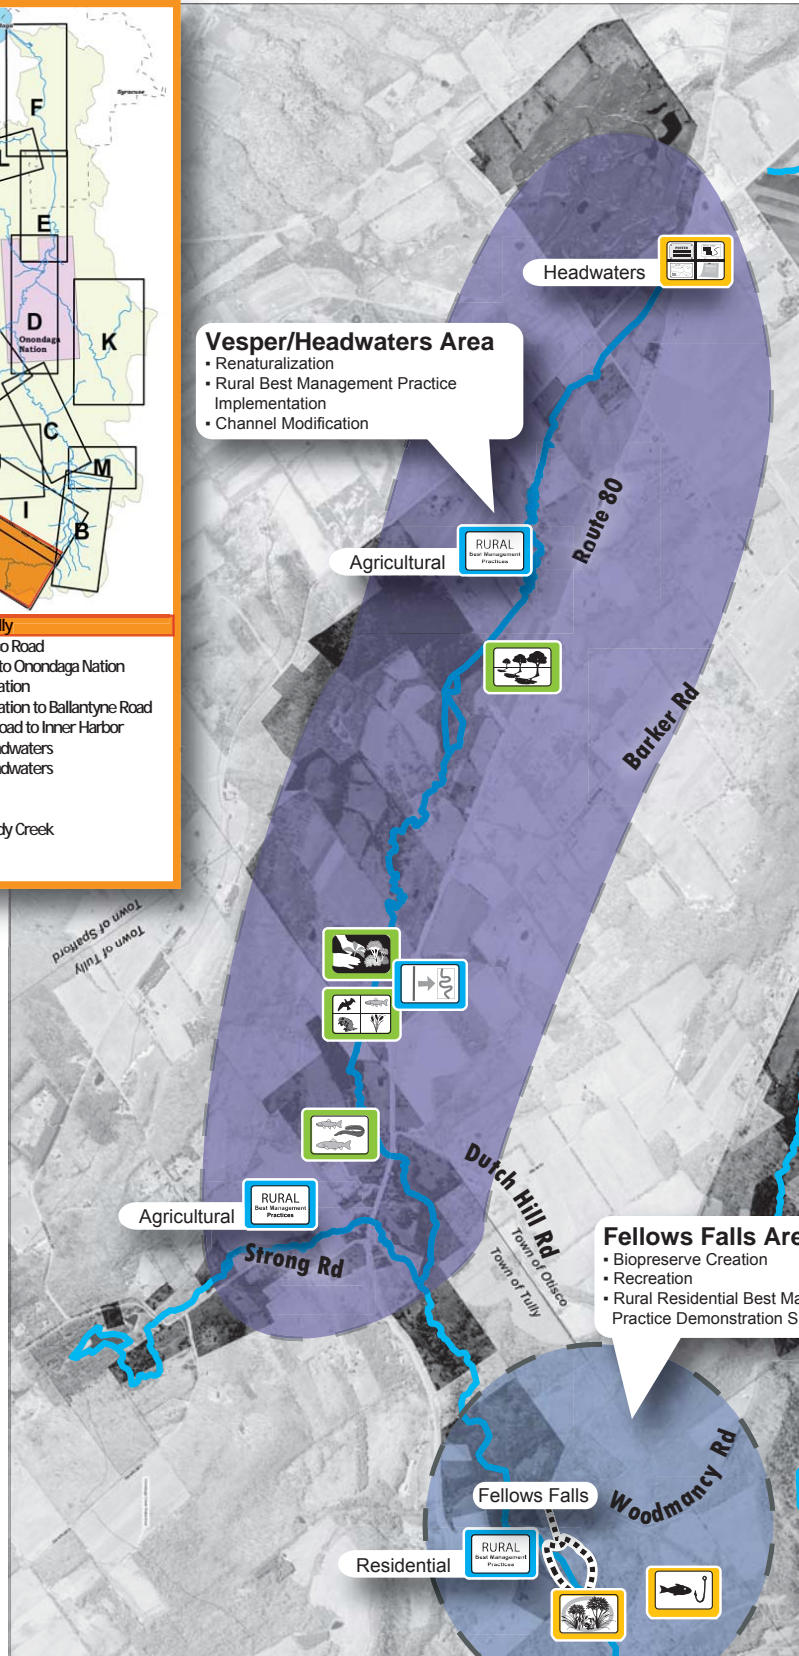 Syracuse
F
L
E
D
Onondaga
Nation
K
C
M
I
B
lly
o Road
to Onondaga Nation
ation
ation to Ballantyne Road
oad to Inner Harbor
dwaters
dwaters
dy Creek
Headwaters
Vesper/Headwaters Area
▪ Renaturalization
▪ Rural Best Management Practice
Implementation
▪ Channel Modification
Route 80
Agricultural
RURAL
Best Management
Practices
Barker Rd
Town of Spafford
Town of Tully
Dutch Hill Rd
Town of Otisco
Town of Tully
Agricultural
RURAL
Best Management
Practices
Strong Rd
Fellows Falls Are
▪ Biopreserve Creation
▪ Recreation
▪ Rural Residential Best Ma
Practice Demonstration S
Woodmancy Rd
Fellows Falls
Residential
RURAL
Best Management
Practices